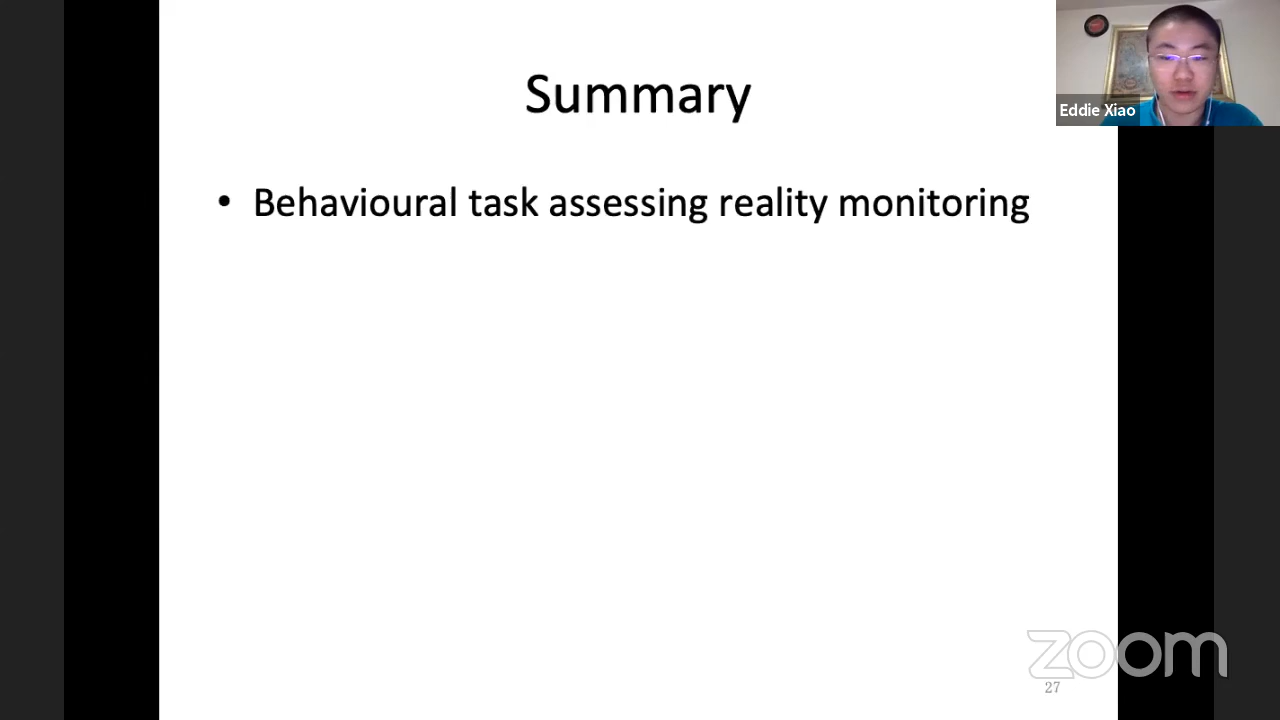 Summary
Eddie Xiao
• Behavioural task assessing reality monitoring
zoom
27